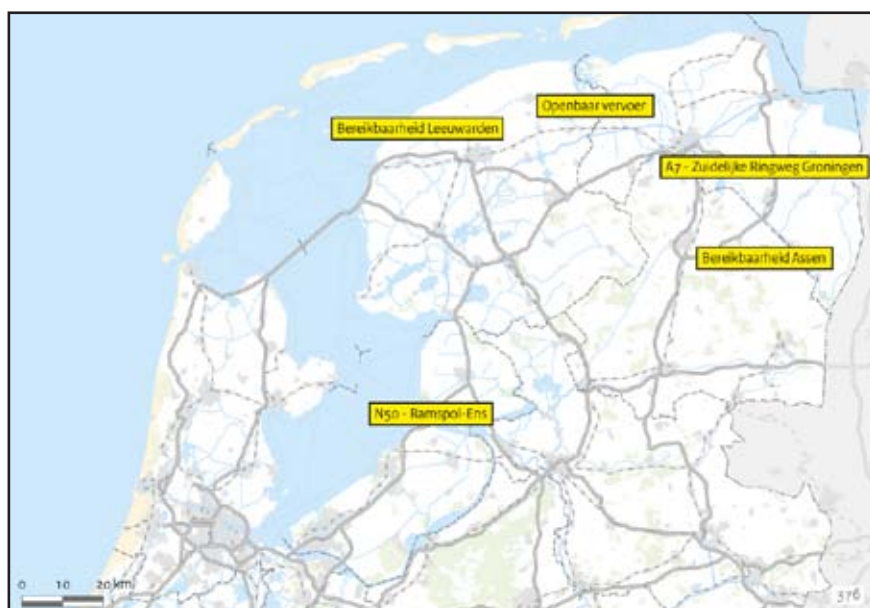 Openbaar vervoer
Bereikbaarheid Leeuwarden
A7 - Zuidelijke Ringweg Groningen
Bereikbaarheid Assen
N50 - Ramspol-Ens
0 10 20 km
376